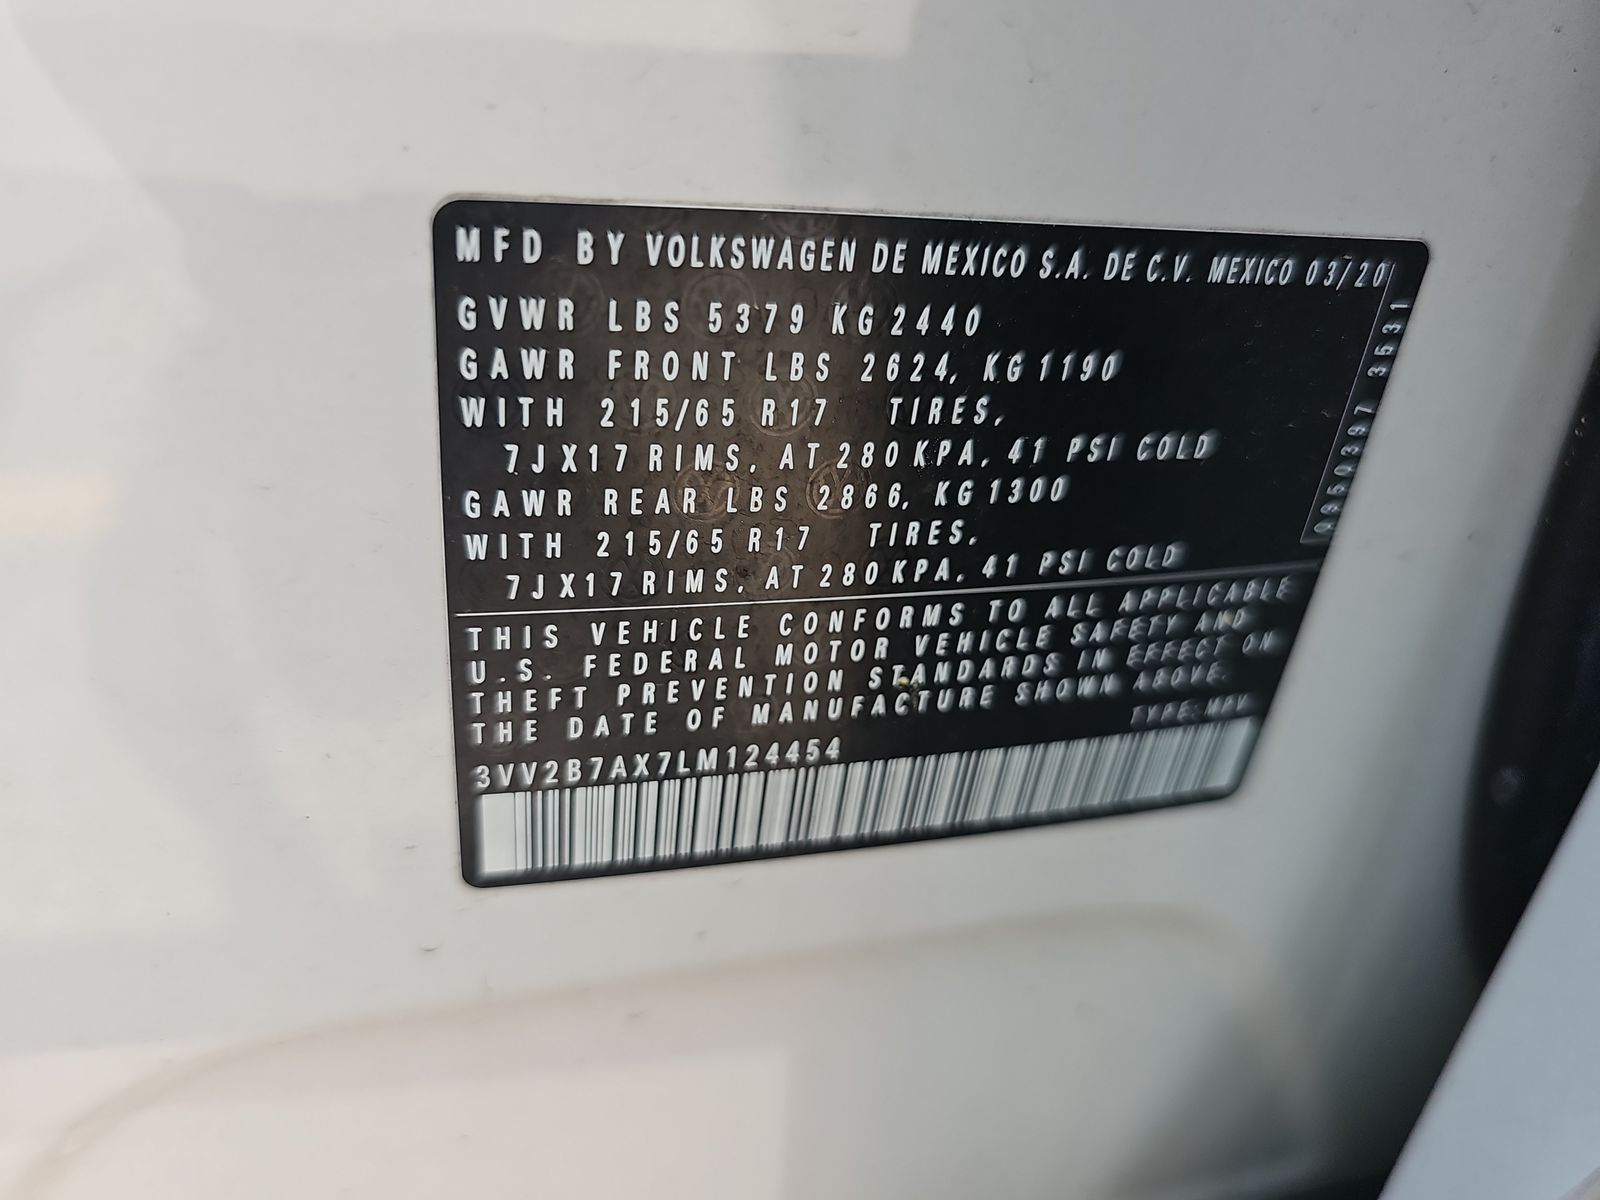 MFD BY VOLKSWAGEN DE MEXICO S.A. DE C.V. MEXICO 03/20
GVWR LBS 5379 KG 2440
GAWR FRONT LBS 2624, KG 1190
WITH 215/65 R17 TIRES,
7JX17 RIMS, AT 280 KPA, 41 PSI COLD
GAWR REAR LBS 2866, KG 1300
WITH 215/65 R17 TIRES,
7JX17 RIMS, AT 280 KPA, 41 PSI COLD
THIS VEHICLE CONFORMS TO ALL APPLICABLE
U.S. FEDERAL MOTOR VEHICLE SAFETY AND
THEFT PREVENTION STANDARDS IN EFFECT ON
THE DATE OF MANUFACTURE SHOWN ABOVE.
TYPE: MPV
3VV2B7AX7LM124454
3531